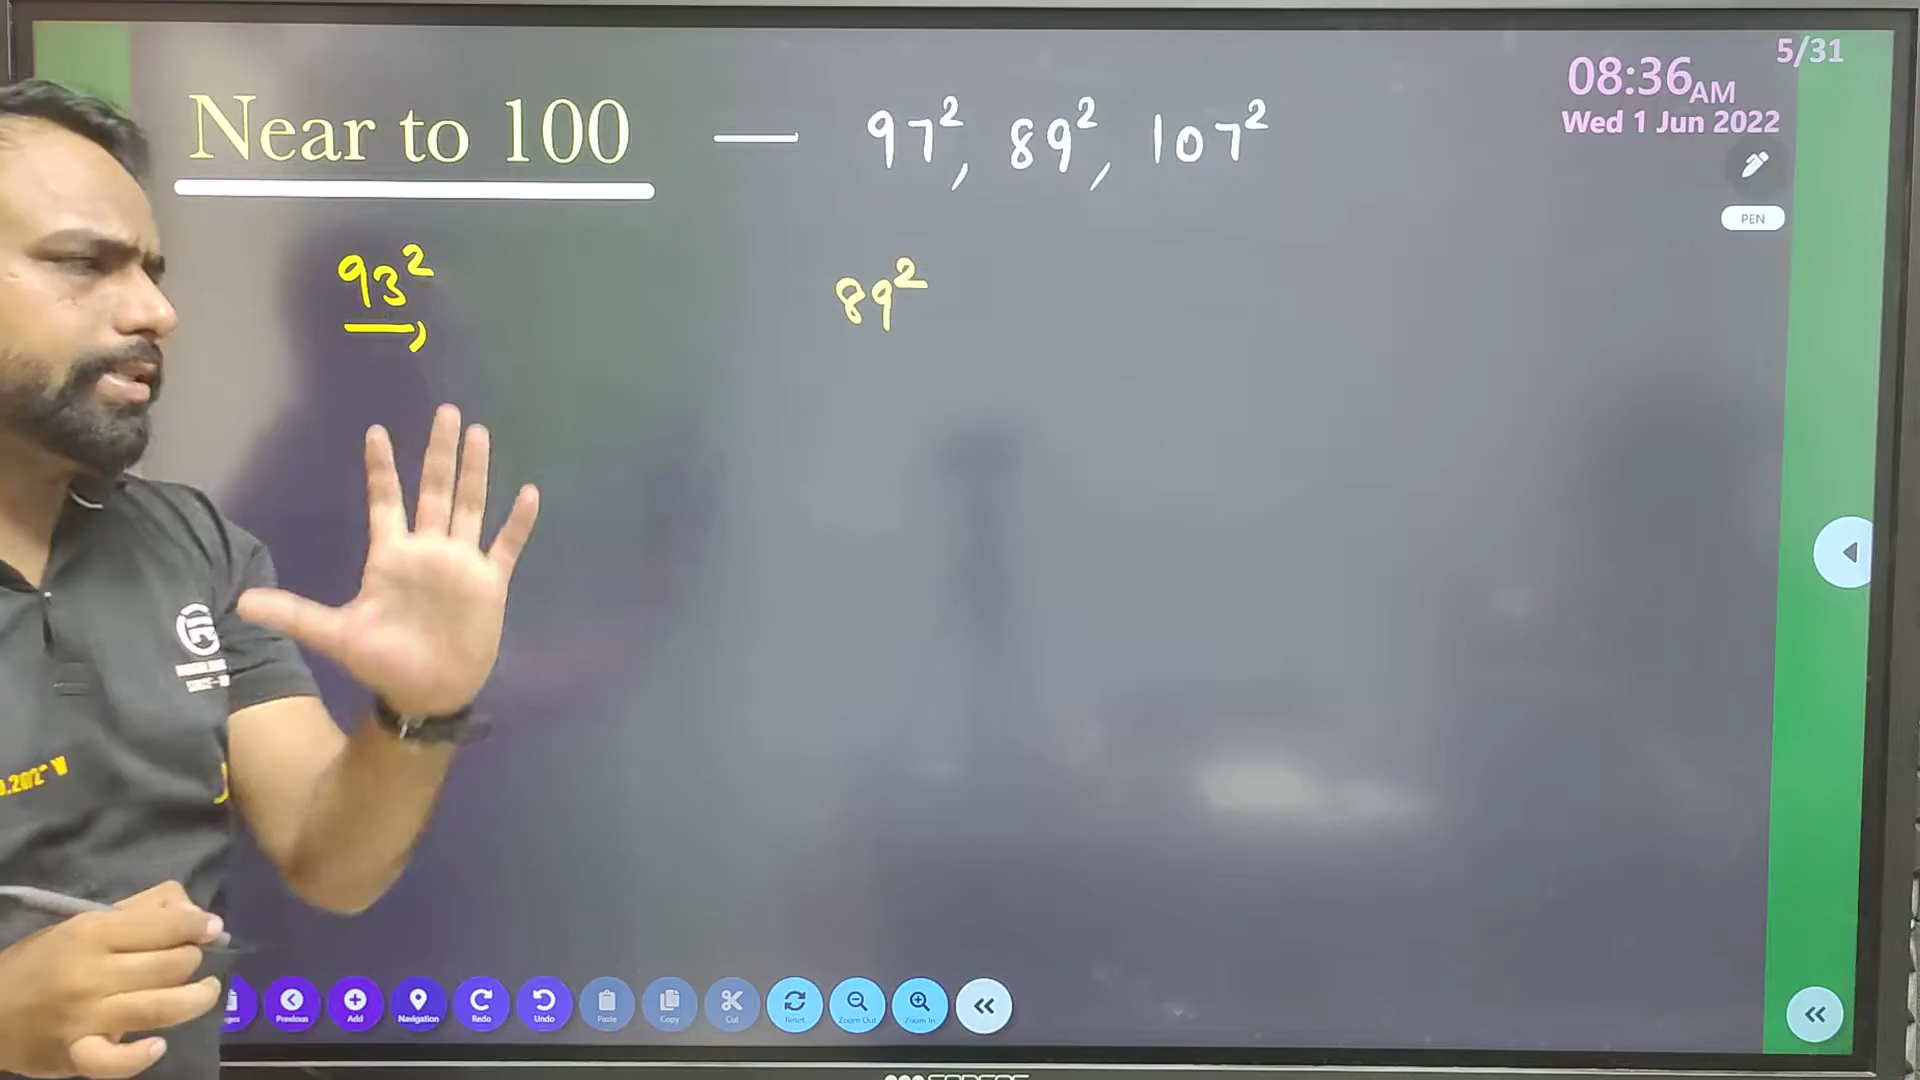 5/31
08:36AM
Wed 1 Jun 2022
Near to 100 — 97², 89², 107²
PEN
93², 89²
Previous Add Navigation Redo Undo Paste Copy Cut Reset Zoom Out Zoom In